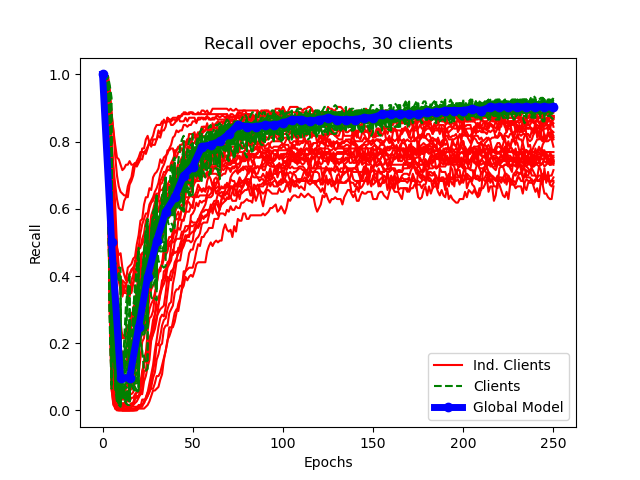 Recall over epochs, 30 clients
1.0
0.8
0.6
0.4
0.2
0.0
Recall
0 50 100 150 200 250
Epochs
Ind. Clients
Clients
Global Model